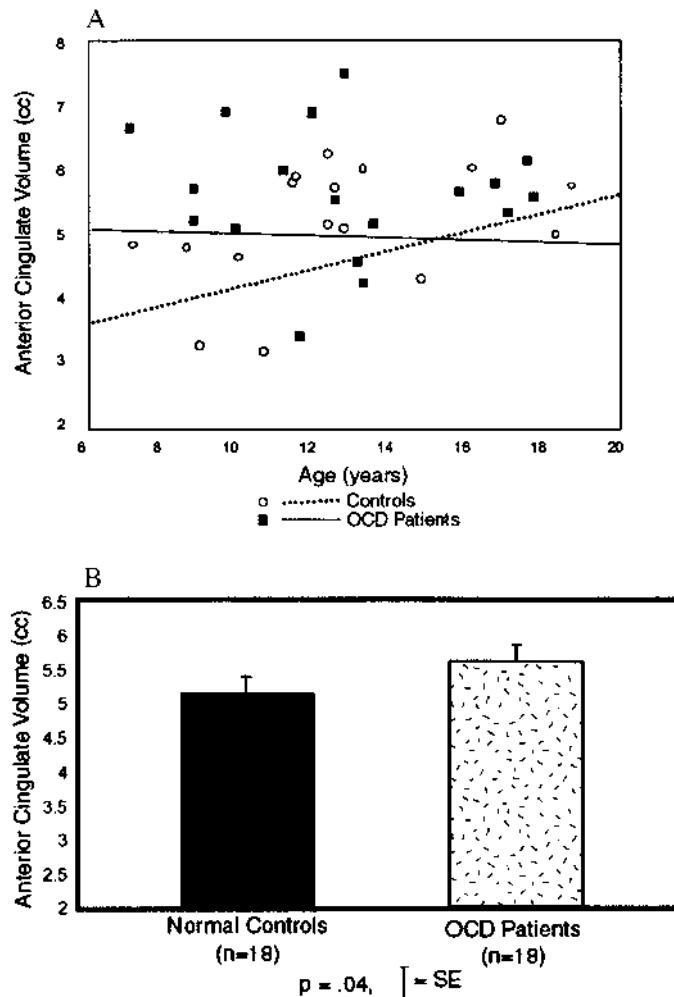 A
Anterior Cingulate Volume (cc)
8
7
6
5
4
3
2
6 8 10 12 14 16 18 20
Age (years)
Controls
OCD Patients
B
Anterior Cingulate Volume (cc)
6.5
6
5.5
5
4.5
4
3.5
3
2.5
2
Normal Controls OCD Patients
(n=18) (n=18)
p = .04, = SE